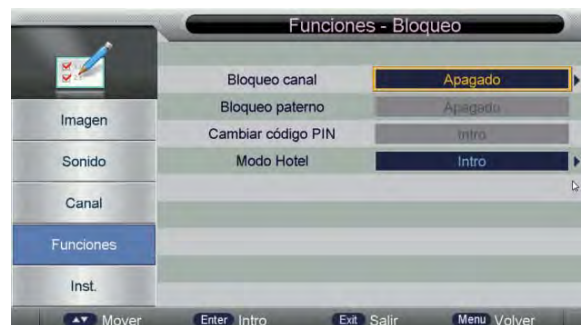 Funciones - Bloqueo
Bloqueo canal Apagado
Bloqueo paterno Apagado
Cambiar código PIN Intro
Modo Hotel Intro
Imagen
Sonido
Canal
Funciones
Inst.
Mover Enter Intro Exit Salir Menu Volver